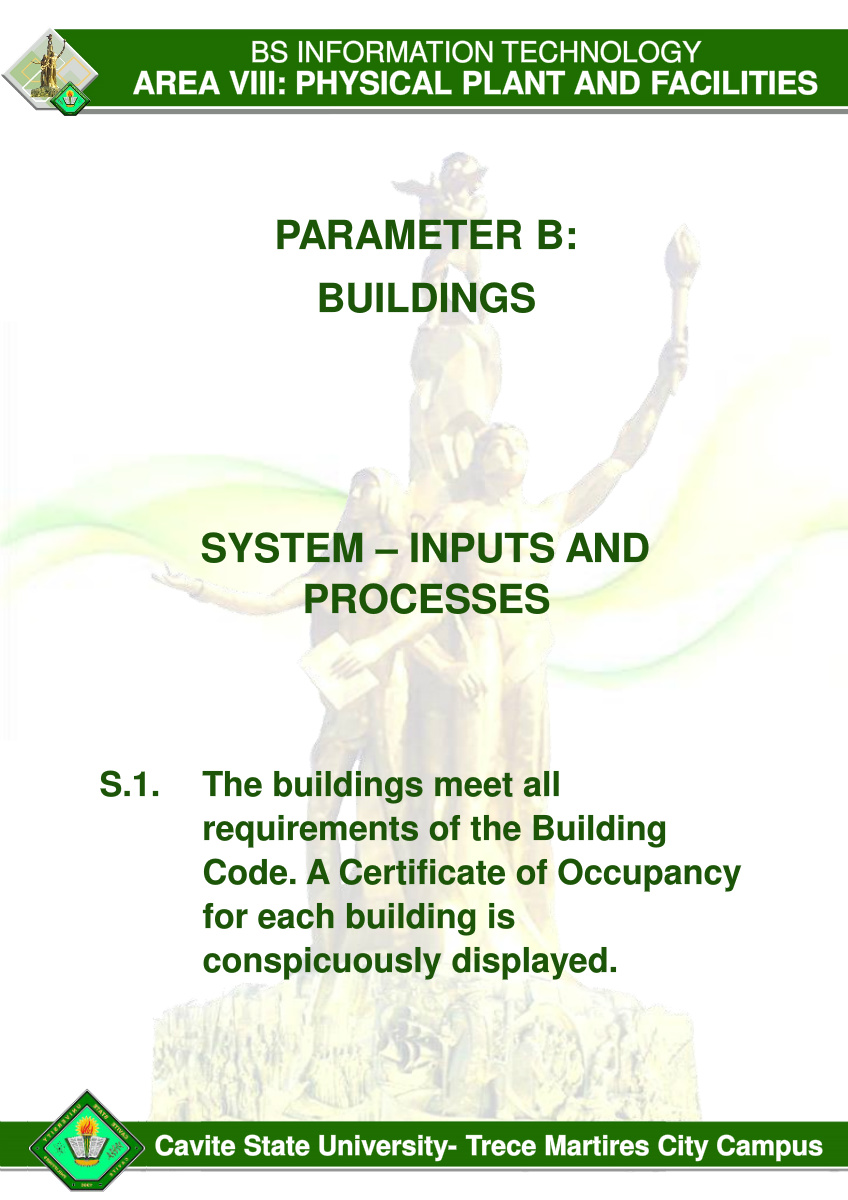 BS INFORMATION TECHNOLOGY
AREA VIII: PHYSICAL PLANT AND FACILITIES
PARAMETER B:
BUILDINGS
SYSTEM – INPUTS AND
PROCESSES
S.1. The buildings meet all
requirements of the Building
Code. A Certificate of Occupancy
for each building is
conspicuously displayed.
Cavite State University- Trece Martires City Campus